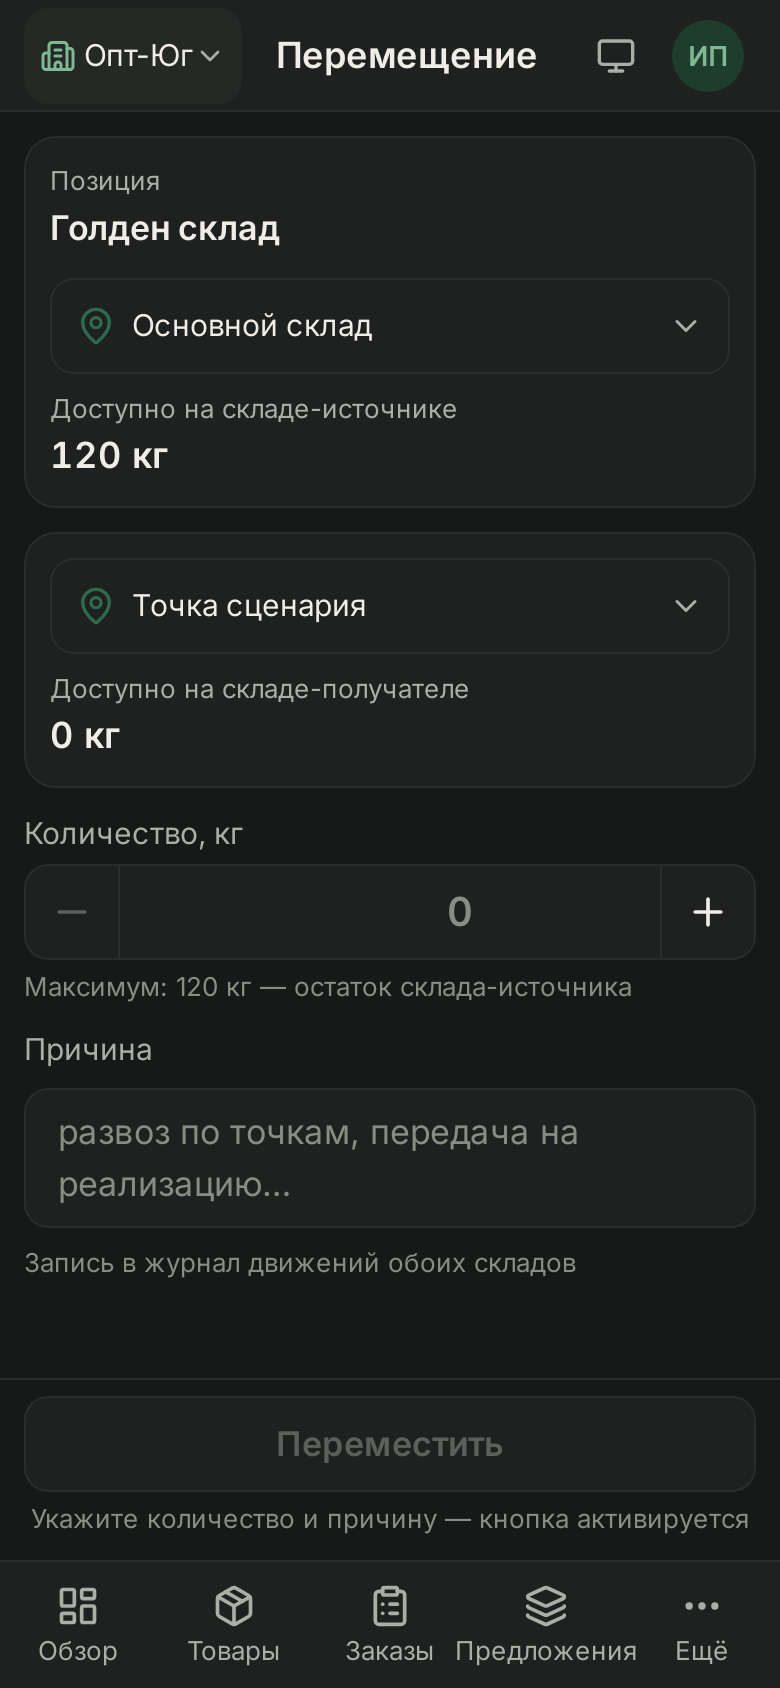 Опт-Юг
Перемещение
ИП
Позиция
Голден склад
Основной склад
Доступно на складе-источнике
120 кг
Точка сценария
Доступно на складе-получателе
0 кг
Количество, кг
0
Максимум: 120 кг — остаток склада-источника
Причина
развоз по точкам, передача на
реализацию...
Запись в журнал движений обоих складов
Переместить
Укажите количество и причину — кнопка активируется
Обзор
Товары
Заказы
Предложения
Ещё